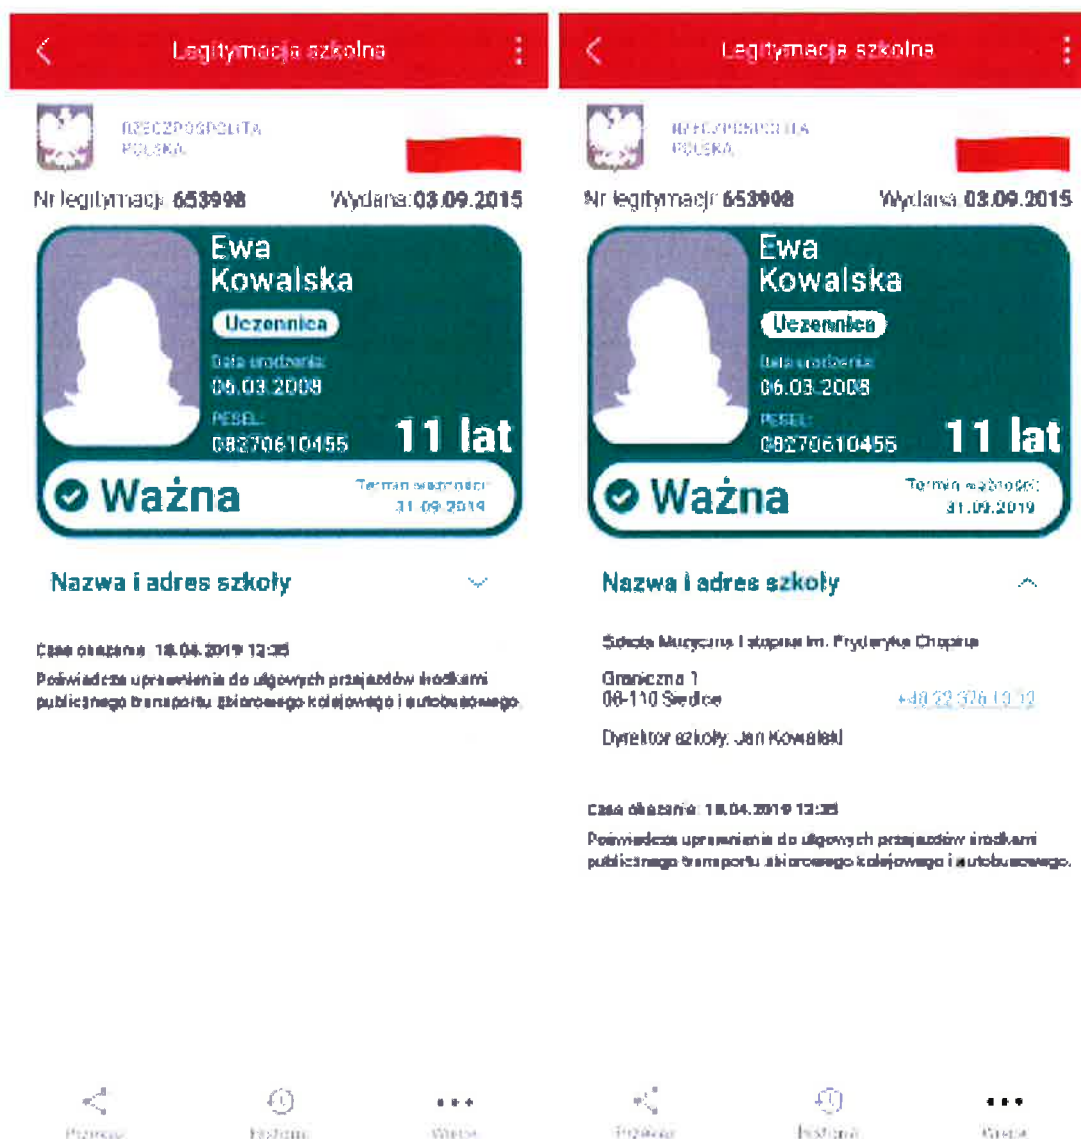 Legitymacja szkolna
RZECZPOSPOLITA
POLSKA
Nr legitymacji: 653998
Wydana: 03.09.2015
Ewa
Kowalska
Uczennica
Data urodzenia:
06.03.2008
PESEL:
08270610455
11 lat
Ważna
Termin ważności:
31.09.2019
Nazwa i adres szkoły
Czas okazania: 18.04.2019 12:35
Poświadcza uprawnienia do ulgowych przejazdów środkami
publicznego transportu zbiorowego kolejowego i autobusowego.
Historia
Więcej
Legitymacja szkolna
RZECZPOSPOLITA
POLSKA
Nr legitymacji: 653998
Wydana: 03.09.2015
Ewa
Kowalska
Uczennica
Data urodzenia:
06.03.2008
PESEL:
08270610455
11 lat
Ważna
Termin ważności:
31.09.2019
Nazwa i adres szkoły
Szkoła Muzyczna I stopnia im. Fryderyka Chopina
Graniczna 1
08-110 Siedlce
Dyrektor szkoły: Jan Kowalski
Czas okazania: 18.04.2019 12:35
Poświadcza uprawnienia do ulgowych przejazdów środkami
publicznego transportu zbiorowego kolejowego i autobusowego.
Historia
Więcej